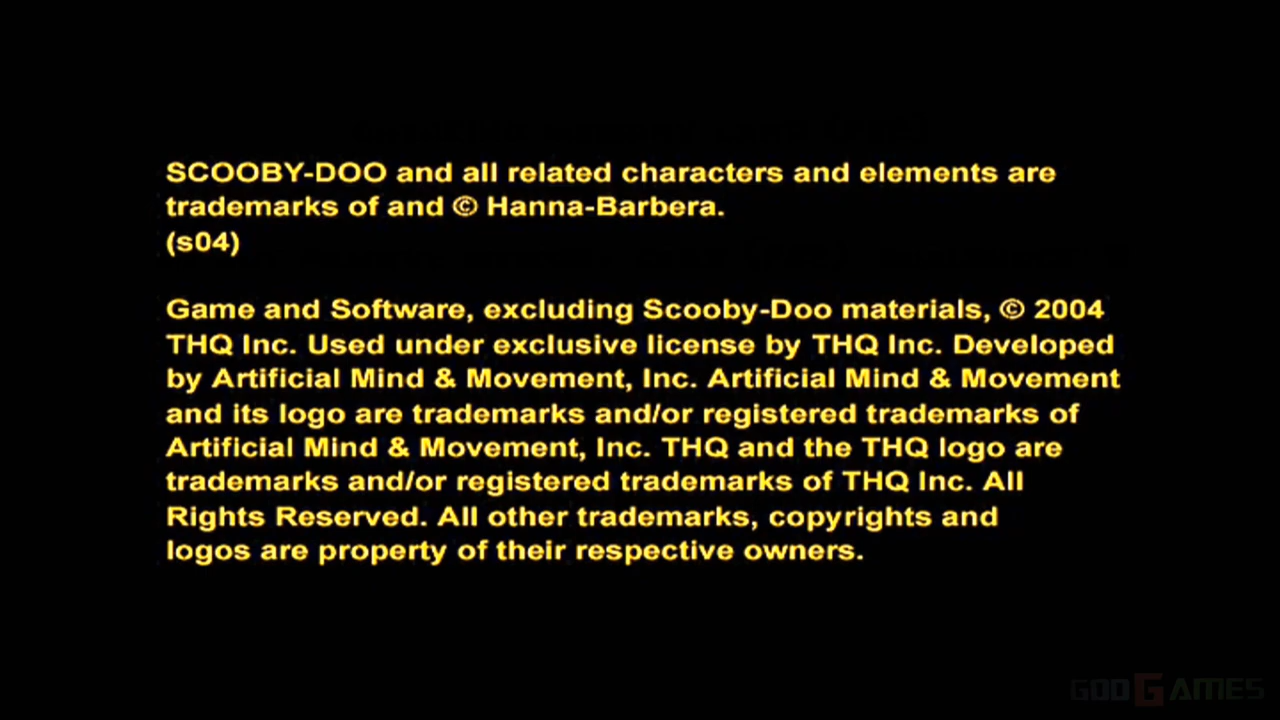 SCOOBY-DOO and all related characters and elements are
trademarks of and © Hanna-Barbera.
(s04)
Game and Software, excluding Scooby-Doo materials, © 2004
THQ Inc. Used under exclusive license by THQ Inc. Developed
by Artificial Mind & Movement, Inc. Artificial Mind & Movement
and its logo are trademarks and/or registered trademarks of
Artificial Mind & Movement, Inc. THQ and the THQ logo are
trademarks and/or registered trademarks of THQ Inc. All
Rights Reserved. All other trademarks, copyrights and
logos are property of their respective owners.
GODGAMES